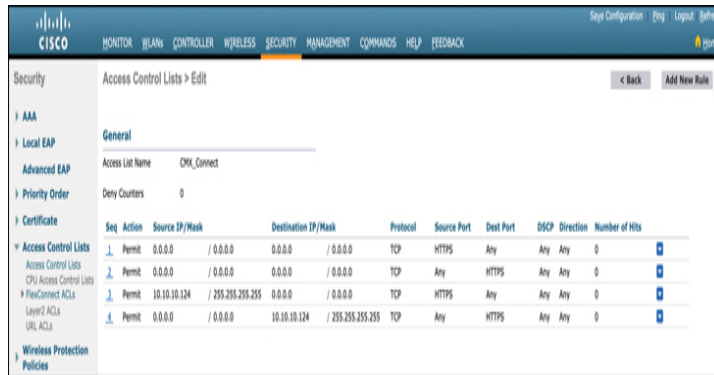 Save Configuration Ping Logout Refre
CISCO
MONITOR WLANs CONTROLLER WIRELESS SECURITY MANAGEMENT COMMANDS HELP FEEDBACK
Hom
Security
Access Control Lists > Edit
< Back
Add New Rule
AAA
Local EAP
Advanced EAP
Priority Order
Certificate
Access Control Lists
Access Control Lists
CPU Access Control Lists
FlexConnect ACLs
Layer2 ACLs
URL ACLs
Wireless Protection Policies
General
Access List Name CMX_Connect
Deny Counters 0
Seq Action Source IP/Mask Destination IP/Mask Protocol Source Port Dest Port DSCP Direction Number of Hits
1 Permit 0.0.0.0 / 0.0.0.0 0.0.0.0 / 0.0.0.0 TCP HTTPS Any Any Any 0
2 Permit 0.0.0.0 / 0.0.0.0 0.0.0.0 / 0.0.0.0 TCP Any HTTPS Any Any 0
3 Permit 10.10.10.124 / 255.255.255.255 0.0.0.0 / 0.0.0.0 TCP HTTPS Any Any Any 0
4 Permit 0.0.0.0 / 0.0.0.0 10.10.10.124 / 255.255.255.255 TCP Any HTTPS Any Any 0